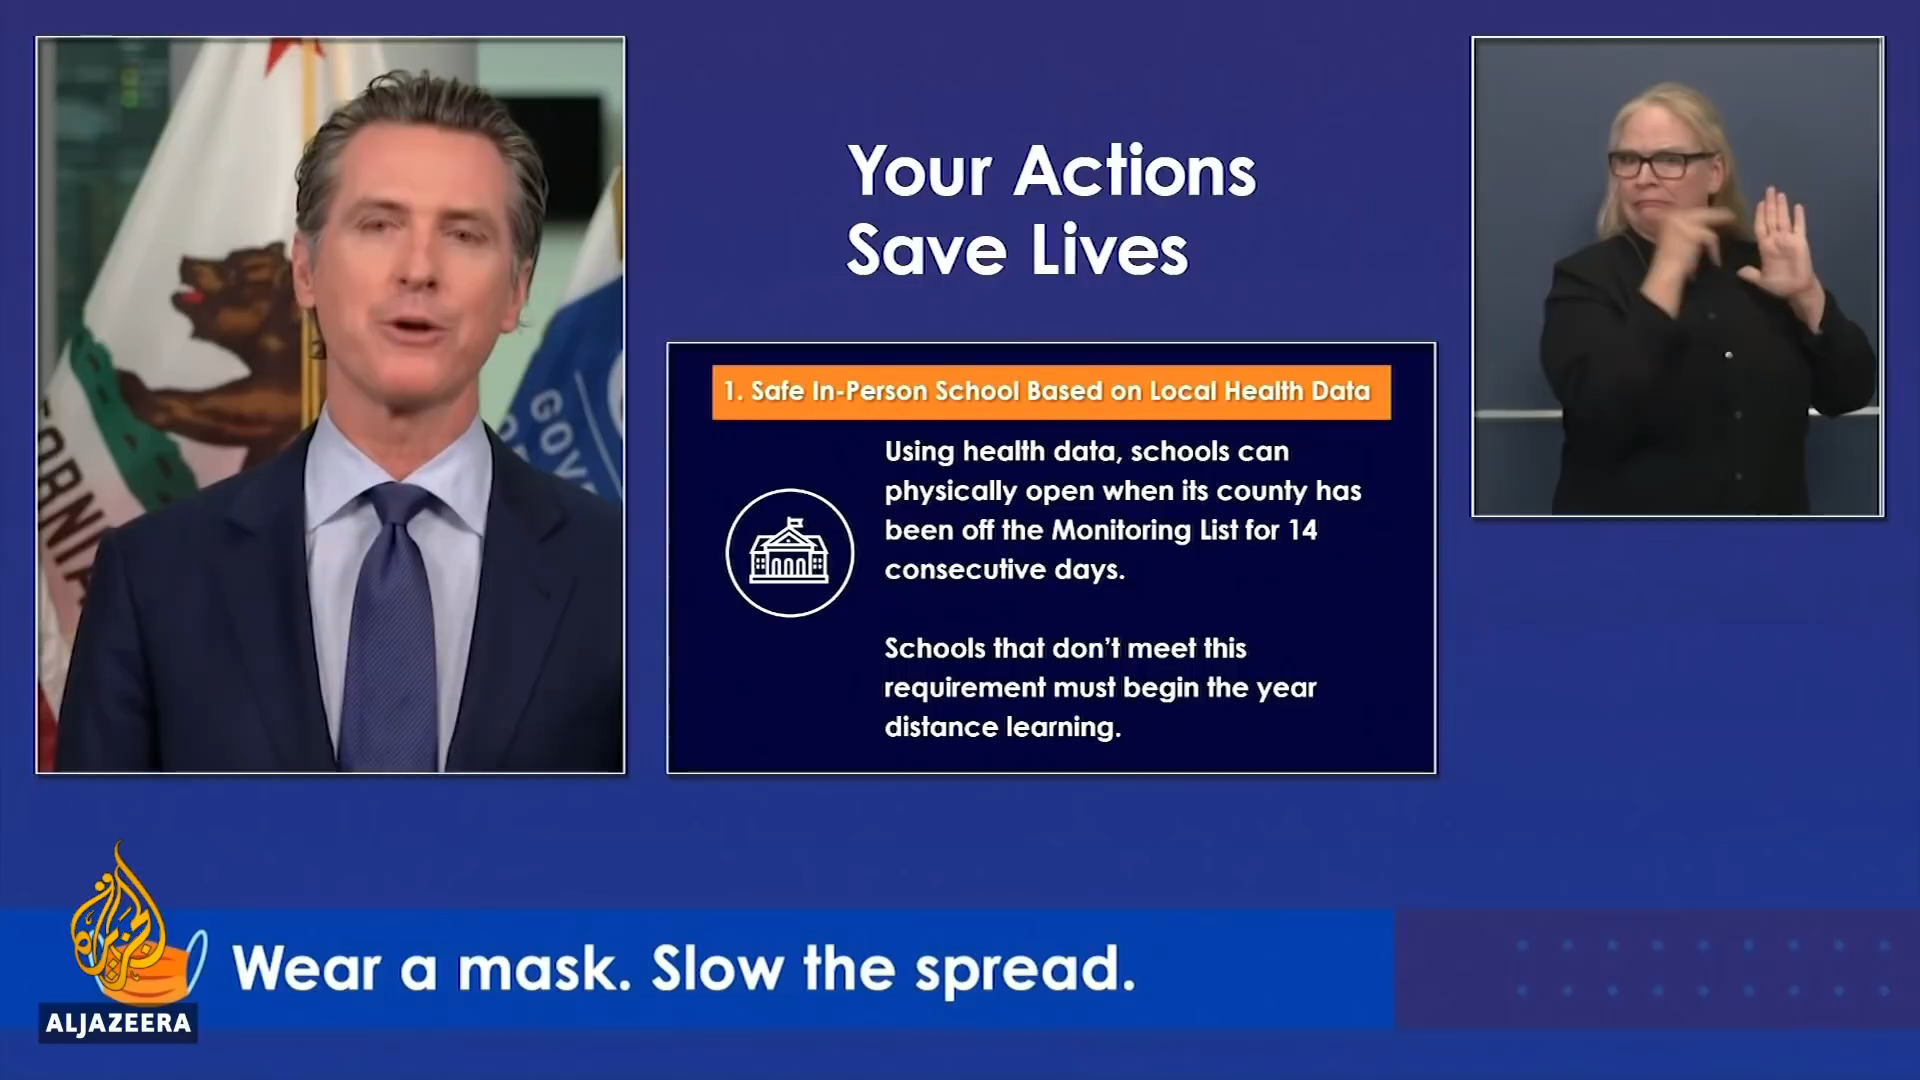 Your Actions
Save Lives
1. Safe In-Person School Based on Local Health Data
Using health data, schools can
physically open when its county has
been off the Monitoring List for 14
consecutive days.
Schools that don't meet this
requirement must begin the year
distance learning.
Wear a mask. Slow the spread.
الجزيرة
ALJAZEERA